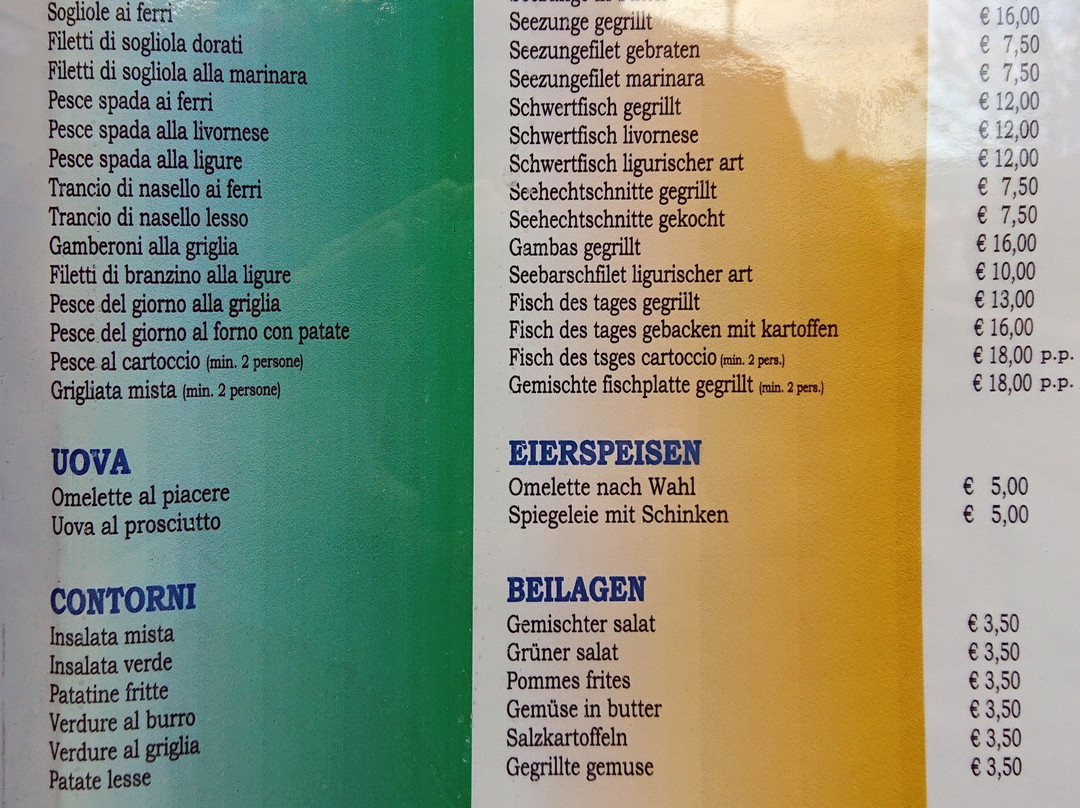 Sogliole ai ferri Seezunge gegrillt € 16,00
Filetti di sogliola dorati Seezungefilet gebraten € 7,50
Filetti di sogliola alla marinara Seezungefilet marinara € 7,50
Pesce spada ai ferri Schwertfisch gegrillt € 12,00
Pesce spada alla livornese Schwertfisch livornese € 12,00
Pesce spada alla ligure Schwertfisch ligurischer art € 12,00
Trancio di nasello ai ferri Seehechtschnitte gegrillt € 7,50
Trancio di nasello lesso Seehechtschnitte gekocht € 7,50
Gamberoni alla griglia Gambas gegrillt € 16,00
Filetti di branzino alla ligure Seebarschfilet ligurischer art € 10,00
Pesce del giorno alla griglia Fisch des tages gegrillt € 13,00
Pesce del giorno al forno con patate Fisch des tages gebacken mit kartoffen € 16,00
Pesce al cartoccio (min. 2 persone) Fisch des tsges cartoccio (min. 2 pers.) € 18,00 p.p.
Grigliata mista (min. 2 persone) Gemischte fischplatte gegrillt (min. 2 pers.) € 18,00 p.p.
UOVA EIERSPEISEN
Omelette al piacere Omelette nach Wahl € 5,00
Uova al prosciutto Spiegeleie mit Schinken € 5,00
CONTORNI BEILAGEN
Insalata mista Gemischter salat € 3,50
Insalata verde Grüner salat € 3,50
Patatine fritte Pommes frites € 3,50
Verdure al burro Gemüse in butter € 3,50
Verdure al griglia Salzkartoffeln € 3,50
Patate lesse Gegrillte gemuse € 3,50